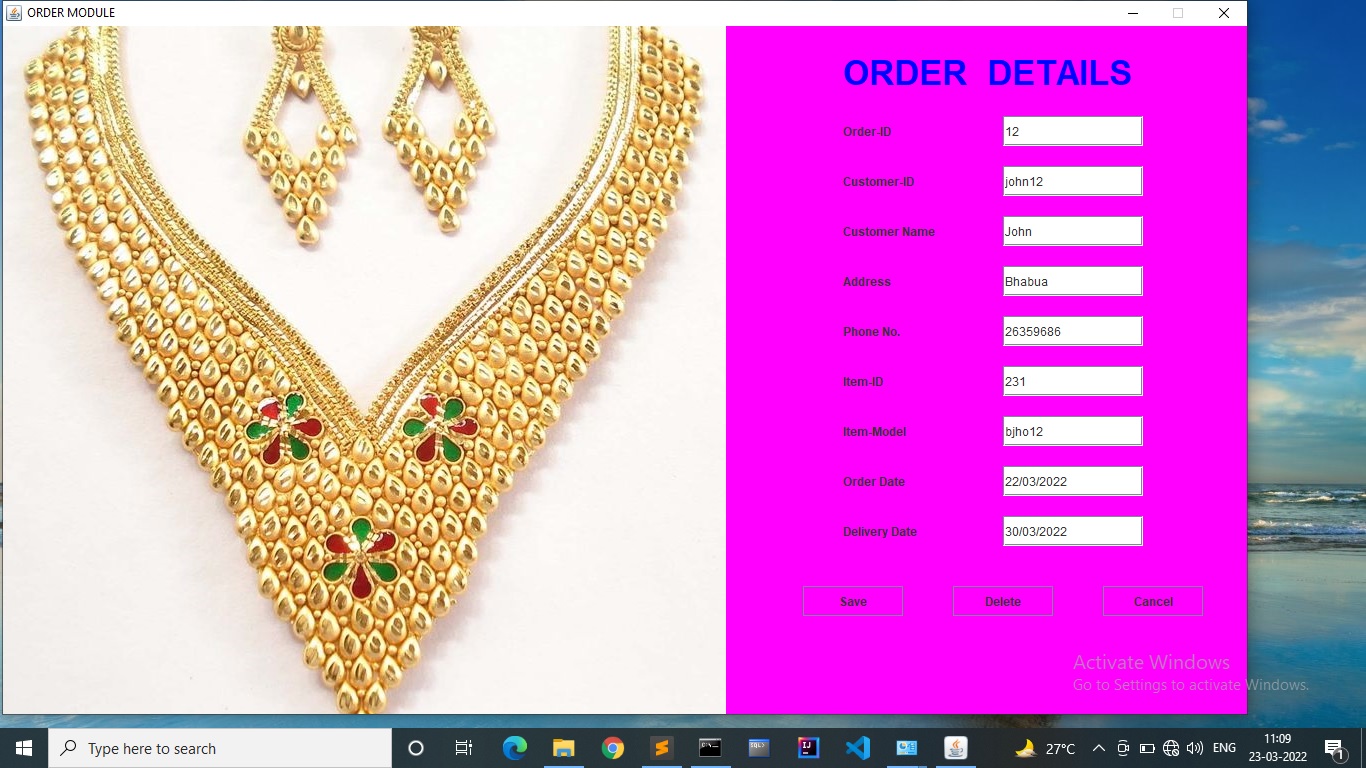 ORDER MODULE
ORDER DETAILS
Order-ID 12
Customer-ID john12
Customer Name John
Address Bhabua
Phone No. 26359686
Item-ID 231
Item-Model bjho12
Order Date 22/03/2022
Delivery Date 30/03/2022
Save Delete Cancel
Activate Windows
Go to Settings to activate Windows.
Type here to search
27°C
ENG
11:09
23-03-2022
1